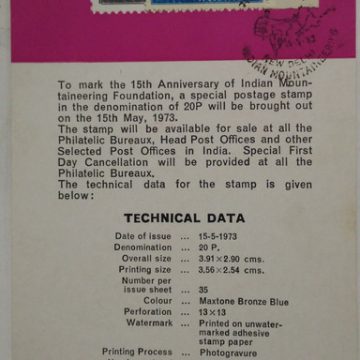 NEW DELHI
INDIAN MOUNTAINEERING
To mark the 15th Anniversary of Indian Moun-
taineering Foundation, a special postage stamp
in the denomination of 20P will be brought out
on the 15th May, 1973.
The stamp will be available for sale at all the
Philatelic Bureaux, Head Post Offices and other
Selected Post Offices in India. Special First
Day Cancellation will be provided at all the
Philatelic Bureaux.
The technical data for the stamp is given
below :
TECHNICAL DATA
Date of issue ... 15-5-1973
Denomination ... 20 P.
Overall size ... 3.91×2.90 cms.
Printing size ... 3.56×2.54 cms.
Number per
issue sheet ... 35
Colour ... Maxtone Bronze Blue
Perforation ... 13×13
Watermark ... Printed on unwater-
marked adhesive
stamp paper
Printing Process ... Photogravure